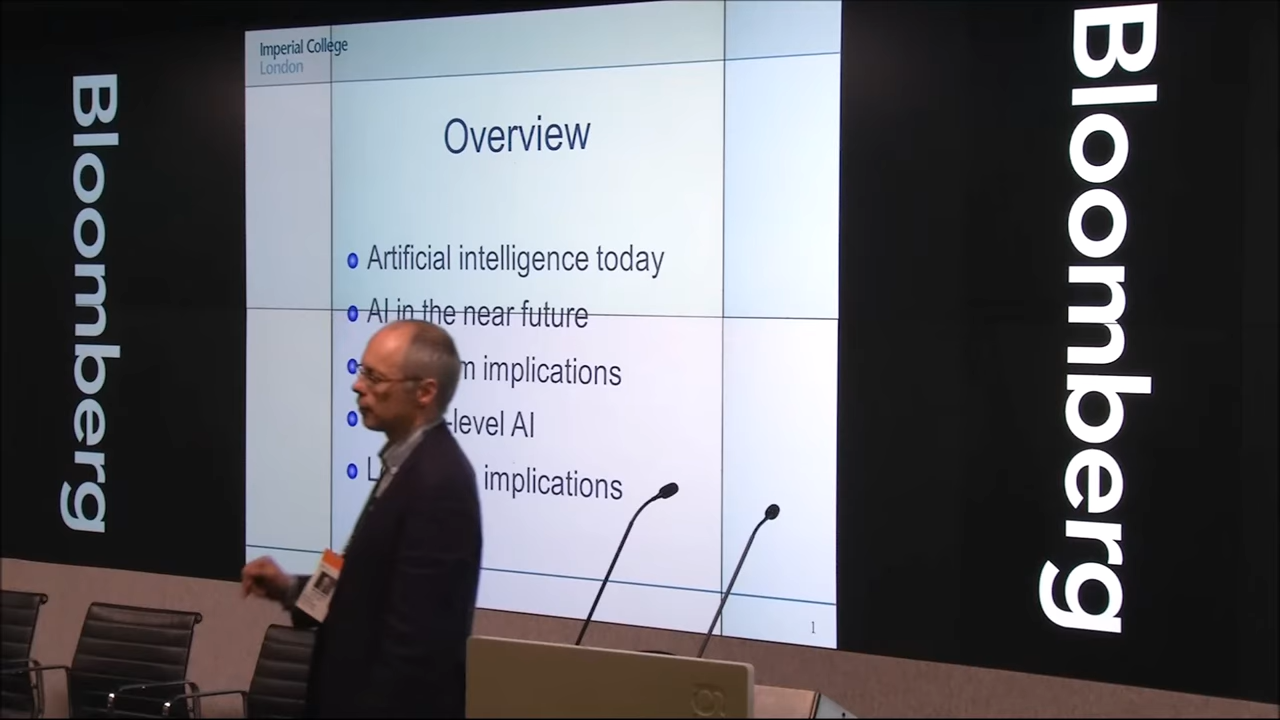 Bloomberg
Imperial College
London
Overview
Artificial intelligence today
AI in the near future
implications
-level AI
implications
1
Bloomberg